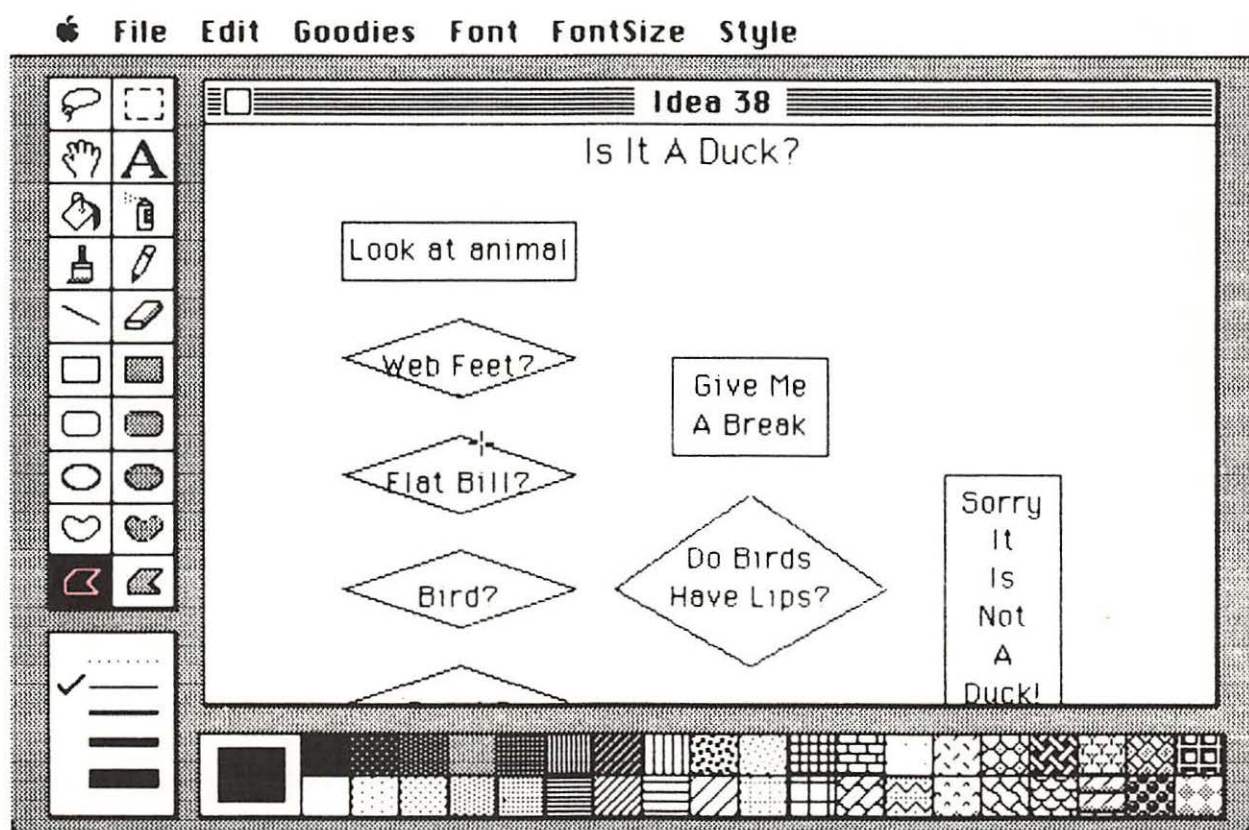 File Edit Goodies Font FontSize Style
Idea 38
Is It A Duck?
Look at animal
Web Feet?
Give Me
A Break
Flat Bill?
Do Birds
Have Lips?
Bird?
Sorry
It
Is
Not
A
Duck!